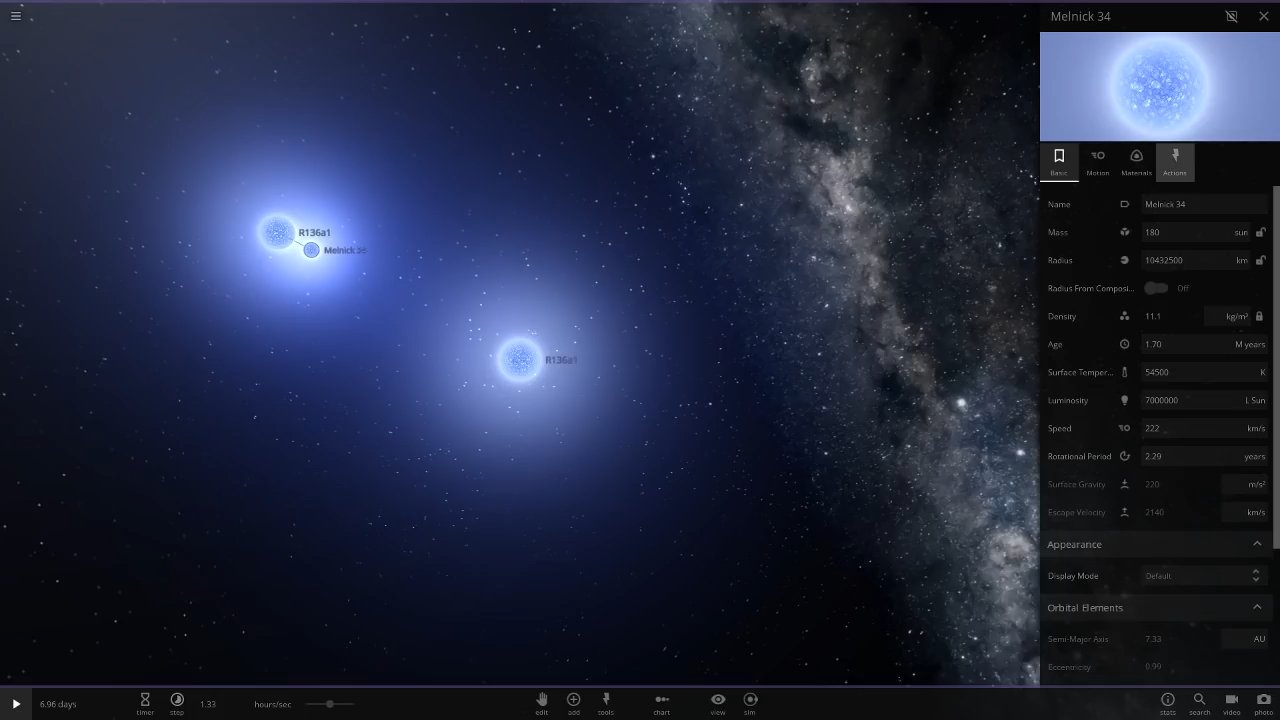 Melnick 34
R136a1
Melnick
R136a1
Basic
Motion
Materials
Actions
Name Melnick 34
Mass 180 sun
Radius 10432500 km
Radius From Composi... Off
Density 11.1 kg/m³
Age 1.70 M years
Surface Temper... 54500 K
Luminosity 7000000 L Sun
Speed 222 km/s
Rotational Period 2.29 years
Surface Gravity 220 m/s²
Escape Velocity 2140 km/s
Appearance
Display Mode Default
Orbital Elements
Semi-Major Axis 7.33 AU
Eccentricity 0.99
6.96 days
timer
step
1.33 hours/sec
edit
add
tools
chart
view
sim
stats
search
video
photo